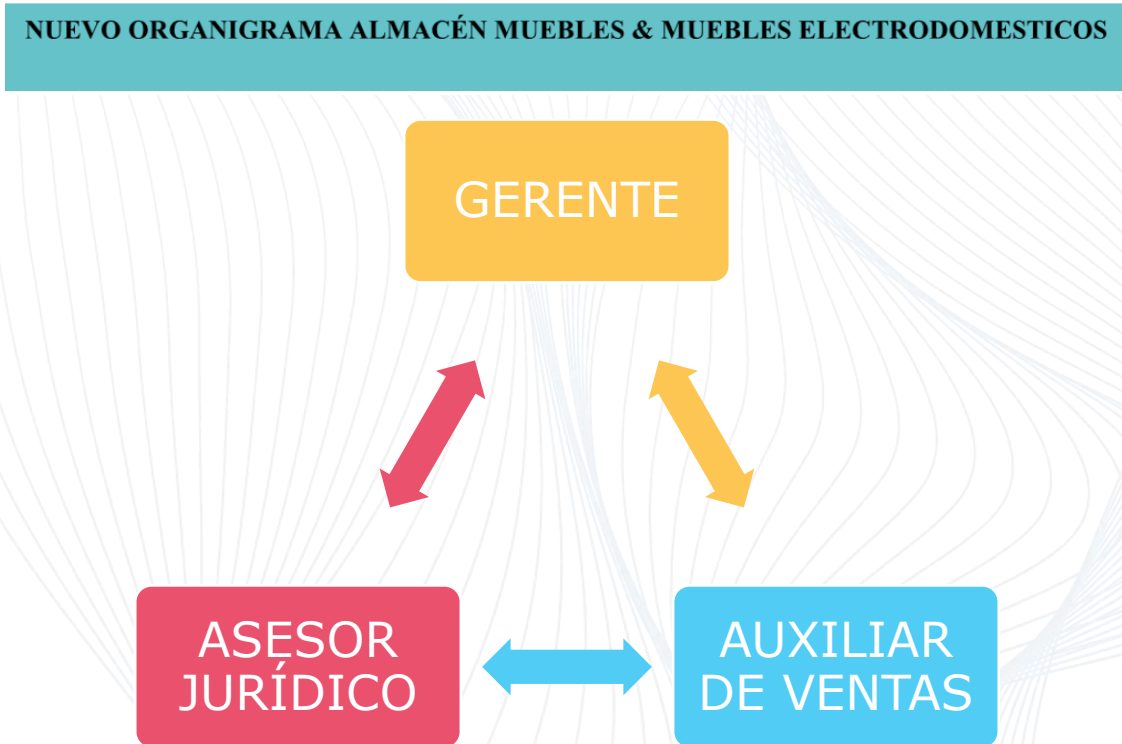 NUEVO ORGANIGRAMA ALMACÉN MUEBLES & MUEBLES ELECTRODOMESTICOS
GERENTE
ASESOR
JURÍDICO
AUXILIAR
DE VENTAS